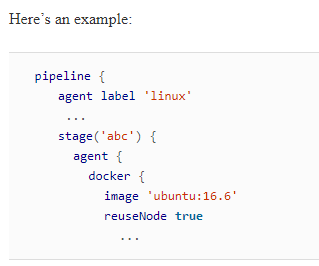 Here's an example:
pipeline {
agent label 'linux'
...
stage('abc') {
agent {
docker {
image 'ubuntu:16.6'
reuseNode true
...